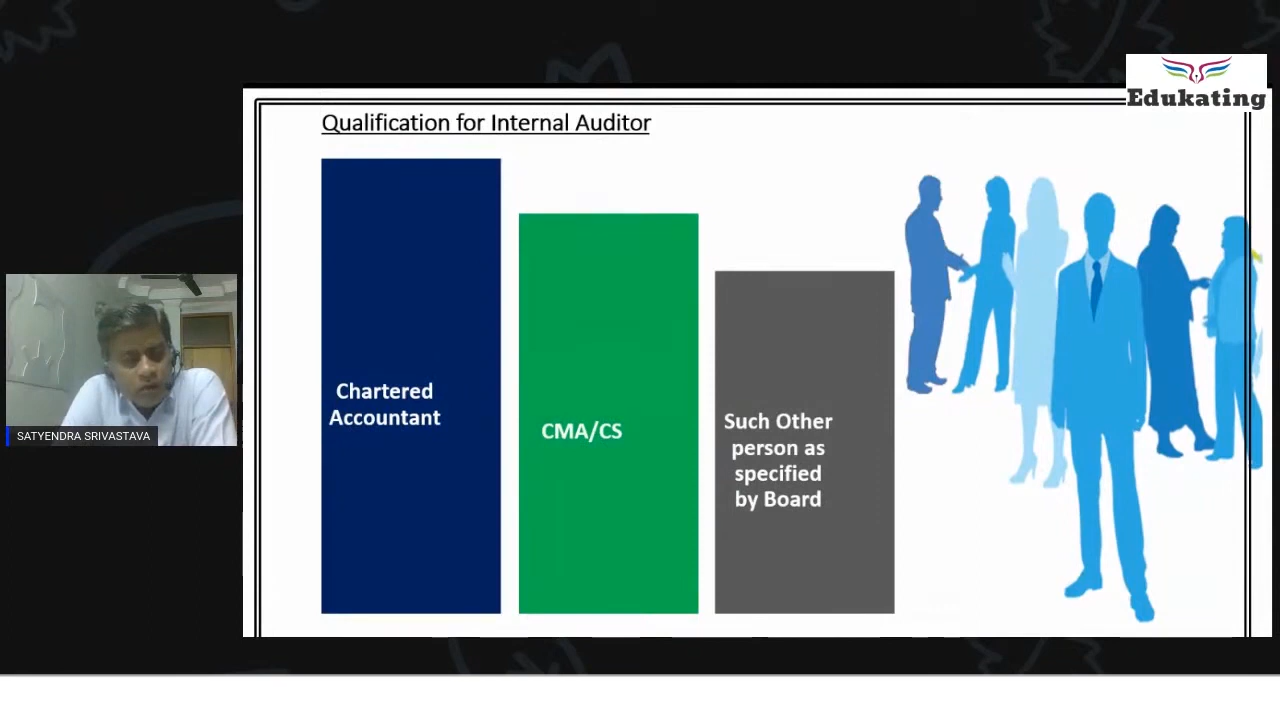 Edukating
Qualification for Internal Auditor
Chartered
Accountant
CMA/CS
Such Other
person as
specified
by Board
SATYENDRA SRIVASTAVA